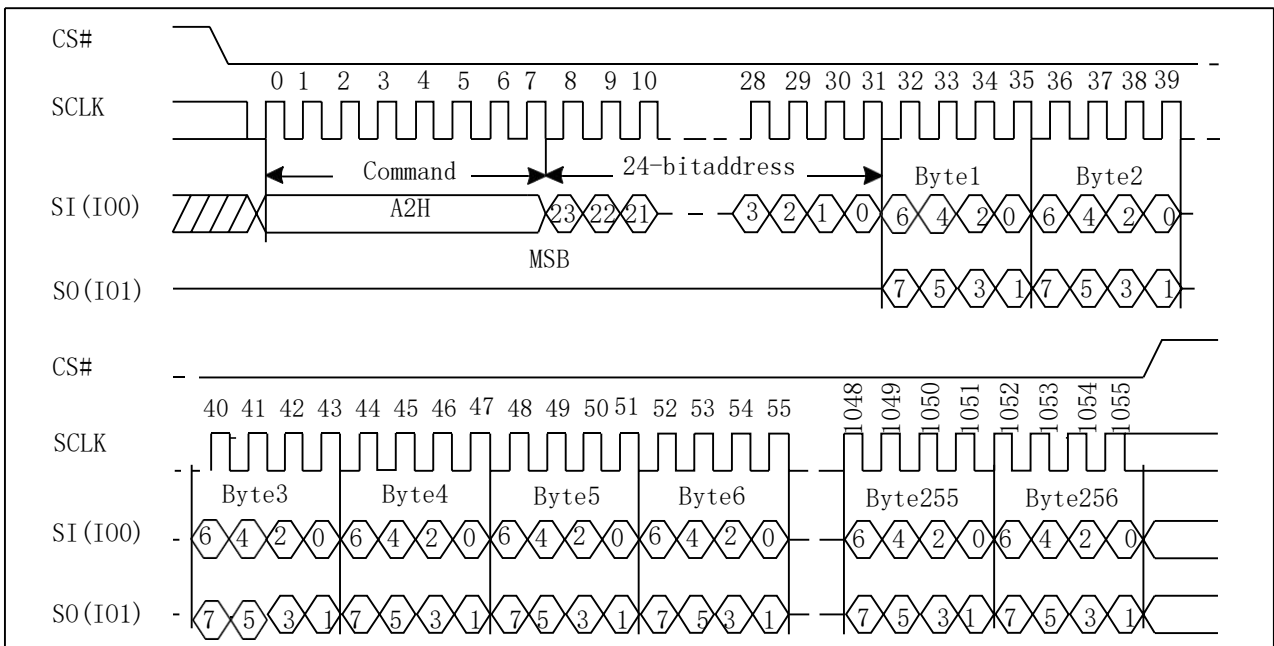 CS#
0 1 2 3 4 5 6 7 8 9 10 28 29 30 31 32 33 34 35 36 37 38 39
SCLK
Command 24-bitaddress Byte1 Byte2
SI(IO0) A2H 23 22 21 3 2 1 0 6 4 2 0 6 4 2 0
MSB
SO(IO1) 7 5 3 1 7 5 3 1
CS#
40 41 42 43 44 45 46 47 48 49 50 51 52 53 54 55 1048 1049 1050 1051 1052 1053 1054 1055
SCLK
Byte3 Byte4 Byte5 Byte6 Byte255 Byte256
SI(IO0) 6 4 2 0 6 4 2 0 6 4 2 0 6 4 2 0 6 4 2 0 6 4 2 0
SO(IO1) 7 5 3 1 7 5 3 1 7 5 3 1 7 5 3 1 7 5 3 1 7 5 3 1